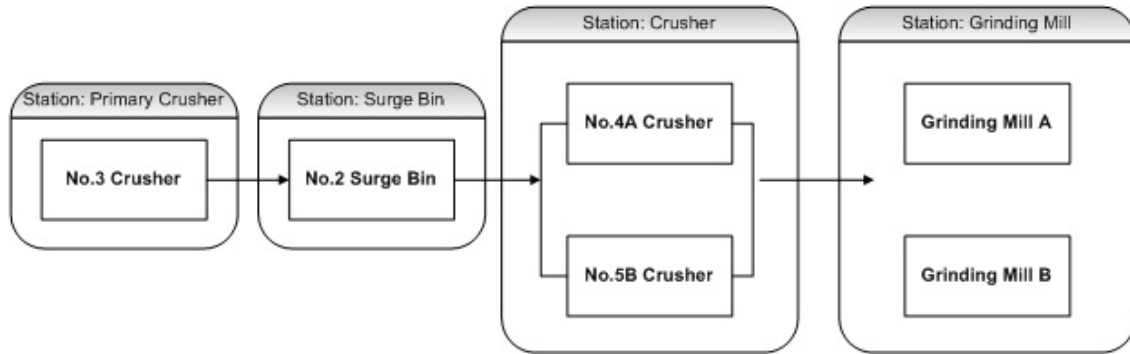 Station: Primary Crusher
No.3 Crusher
Station: Surge Bin
No.2 Surge Bin
Station: Crusher
No.4A Crusher
No.5B Crusher
Station: Grinding Mill
Grinding Mill A
Grinding Mill B